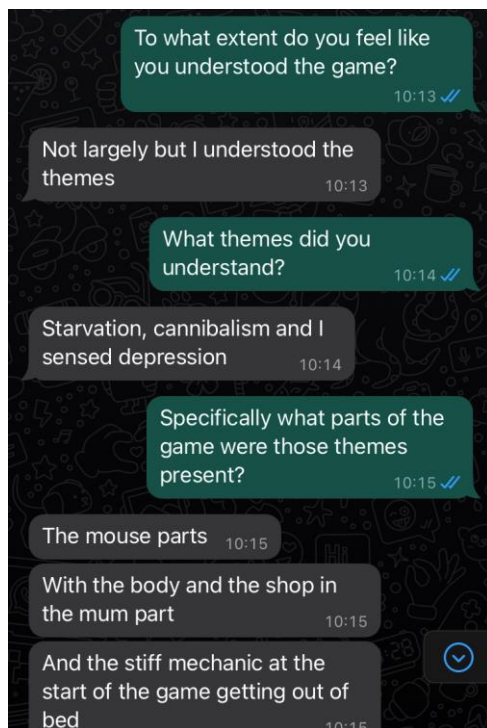 To what extent do you feel like
you understood the game?
10:13
Not largely but I understood the
themes
10:13
What themes did you
understand?
10:14
Starvation, cannibalism and I
sensed depression
10:14
Specifically what parts of the
game were those themes
present?
10:15
The mouse parts 10:15
With the body and the shop in
the mum part
10:15
And the stiff mechanic at the
start of the game getting out of
bed
10:15